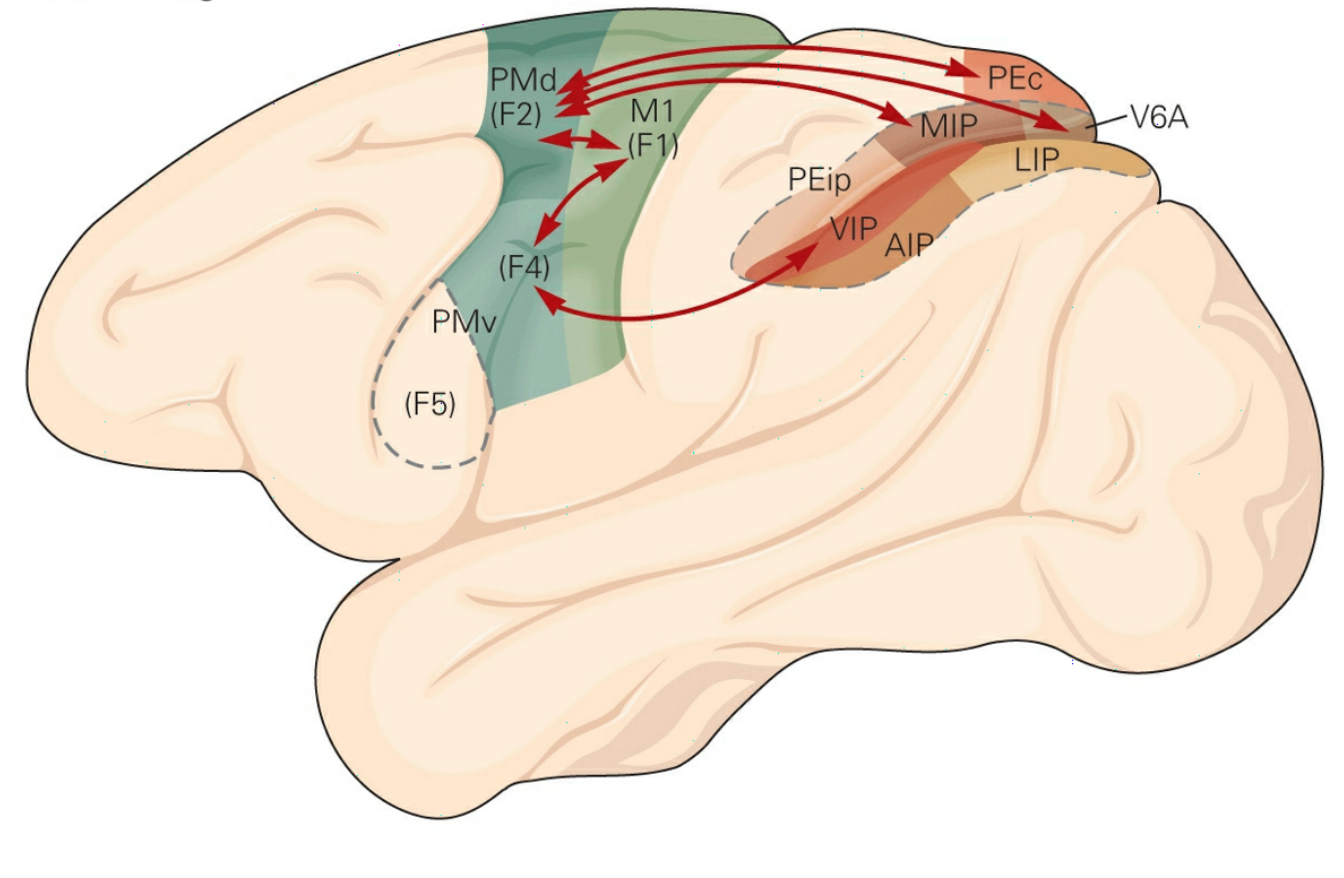 PMd
(F2)
M1
(F1)
PEc
V6A
MIP
LIP
PEip
VIP
AIP
(F4)
PMv
(F5)